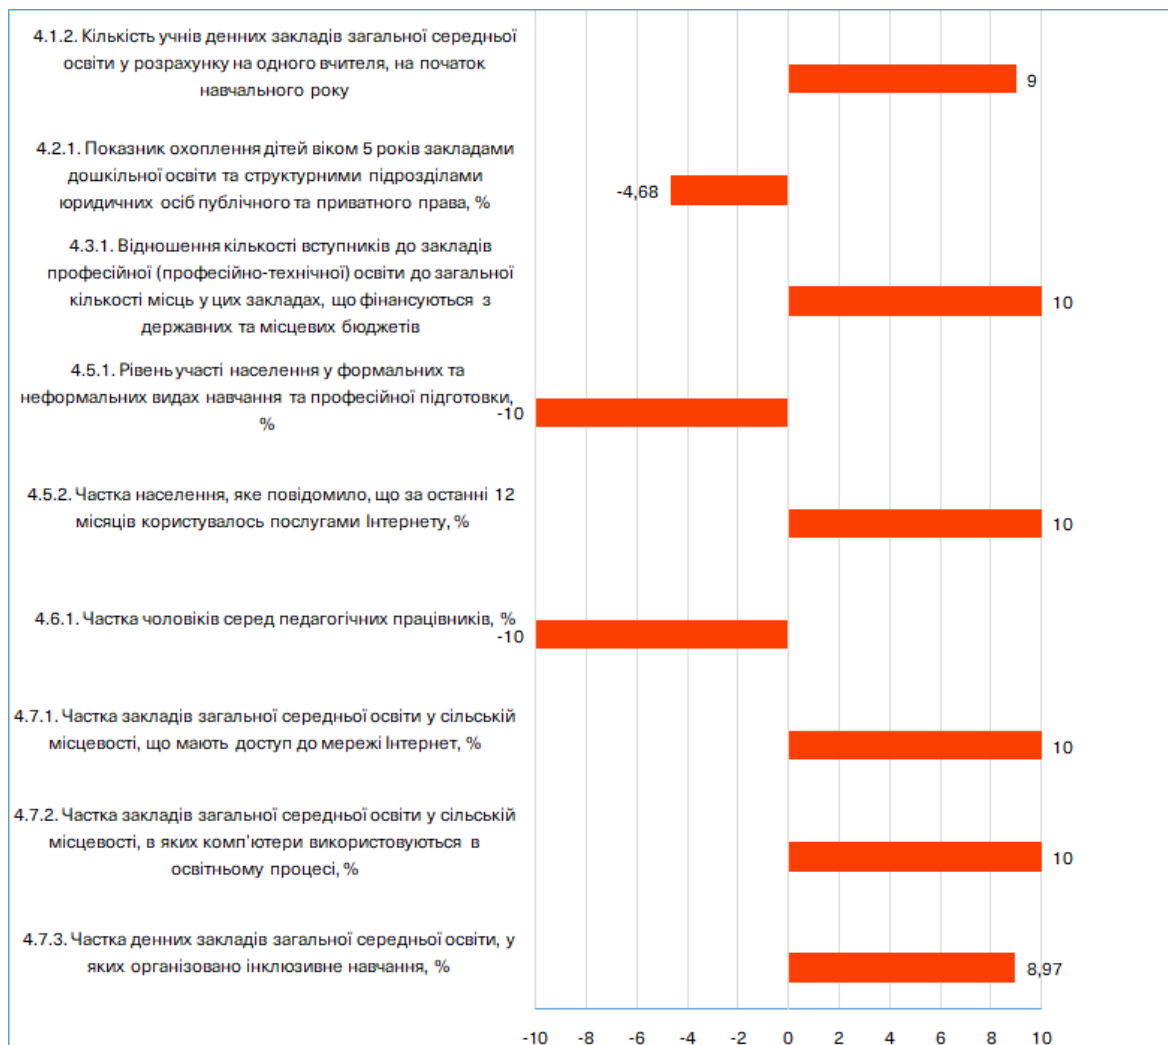 4.1.2. Кількість учнів денних закладів загальної середньої
освіти у розрахунку на одного вчителя, на початок
навчального року
9
4.2.1. Показник охоплення дітей віком 5 років закладами
дошкільної освіти та структурними підрозділами
юридичних осіб публічного та приватного права, %
-4,68
4.3.1. Відношення кількості вступників до закладів
професійної (професійно-технічної) освіти до загальної
кількості місць у цих закладах, що фінансуються з
державних та місцевих бюджетів
10
4.5.1. Рівень участі населення у формальних та
неформальних видах навчання та професійної підготовки,
%
-10
4.5.2. Частка населення, яке повідомило, що за останні 12
місяців користувалось послугами Інтернету, %
10
4.6.1. Частка чоловіків серед педагогічних працівників, %
-10
4.7.1. Частка закладів загальної середньої освіти у сільській
місцевості, що мають доступ до мережі Інтернет, %
10
4.7.2. Частка закладів загальної середньої освіти у сільській
місцевості, в яких комп'ютери використовуються в
освітньому процесі, %
10
4.7.3. Частка денних закладів загальної середньої освіти, у
яких організовано інклюзивне навчання, %
8,97
-10 -8 -6 -4 -2 0 2 4 6 8 10